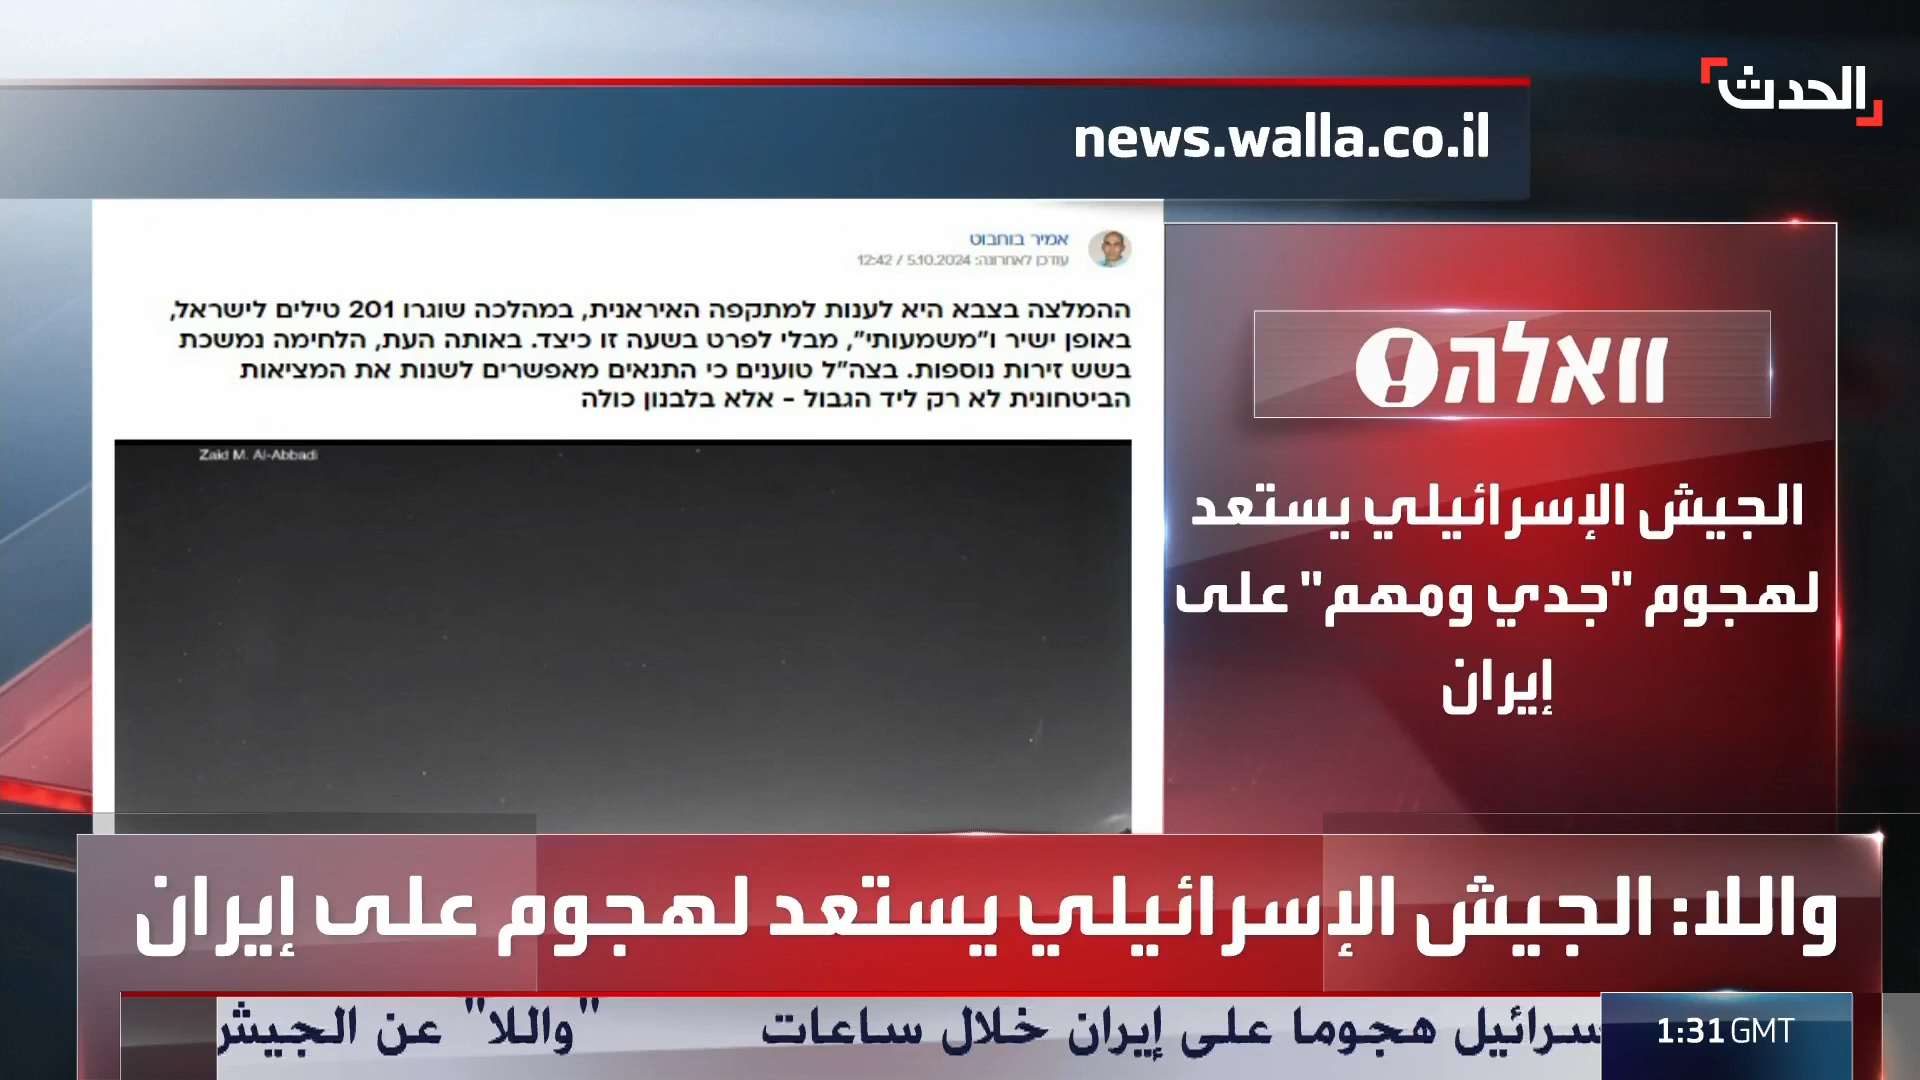 الحدث
news.walla.co.il
אמיר בוחבוט
עודכן לאחרונה: 5.10.2024 / 12:42
ההמלצה בצבא היא לענות למתקפה האיראנית, במהלכה שוגרו 201 טילים לישראל,
באופן ישיר ו"משמעותי", מבלי לפרט בשעה זו כיצד. באותה העת, הלחימה נמשכת
בשש זירות נוספות. בצה"ל טוענים כי התנאים מאפשרים לשנות את המציאות
הביטחונית לא רק ליד הגבול - אלא בלבנון כולה
Zaid M. Al-Abbadi
וואלה!
الجيش الإسرائيلي يستعد
لهجوم "جدي ومهم" على
إيران
واللا: الجيش الإسرائيلي يستعد لهجوم على إيران
سرائيل هجوما على إيران خلال ساعات "واللا" عن الجيش
1:31 GMT